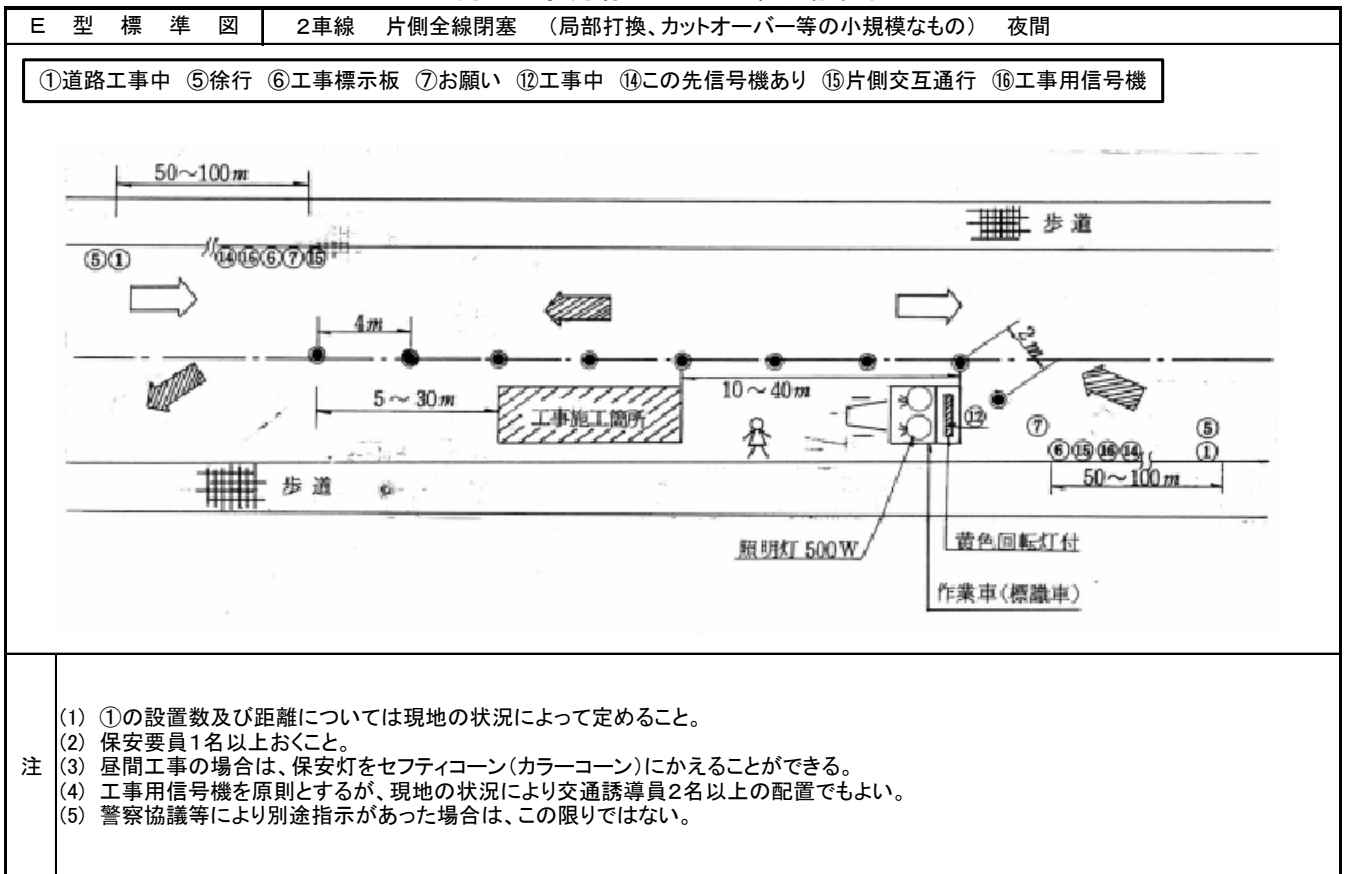 E 型 標 準 図 2車線 片側全線閉塞 （局部打換、カットオーバー等の小規模なもの） 夜間
①道路工事中 ⑤徐行 ⑥工事標示板 ⑦お願い ⑫工事中 ⑭この先信号機あり ⑮片側交互通行 ⑯工事用信号機
50～100m
歩道
⑤① ⑭⑯⑥⑦⑮
4m
2m
5～30m
10～40m
工事施工箇所
⑫
⑦ ⑤
⑥⑮⑯⑭ ①
50～100m
歩道
照明灯 500W
黄色回転灯付
作業車（標識車）
注
(1) ①の設置数及び距離については現地の状況によって定めること。
(2) 保安要員1名以上おくこと。
(3) 昼間工事の場合は、保安灯をセフティコーン（カラーコーン）にかえることができる。
(4) 工事用信号機を原則とするが、現地の状況により交通誘導員2名以上の配置でもよい。
(5) 警察協議等により別途指示があった場合は、この限りではない。